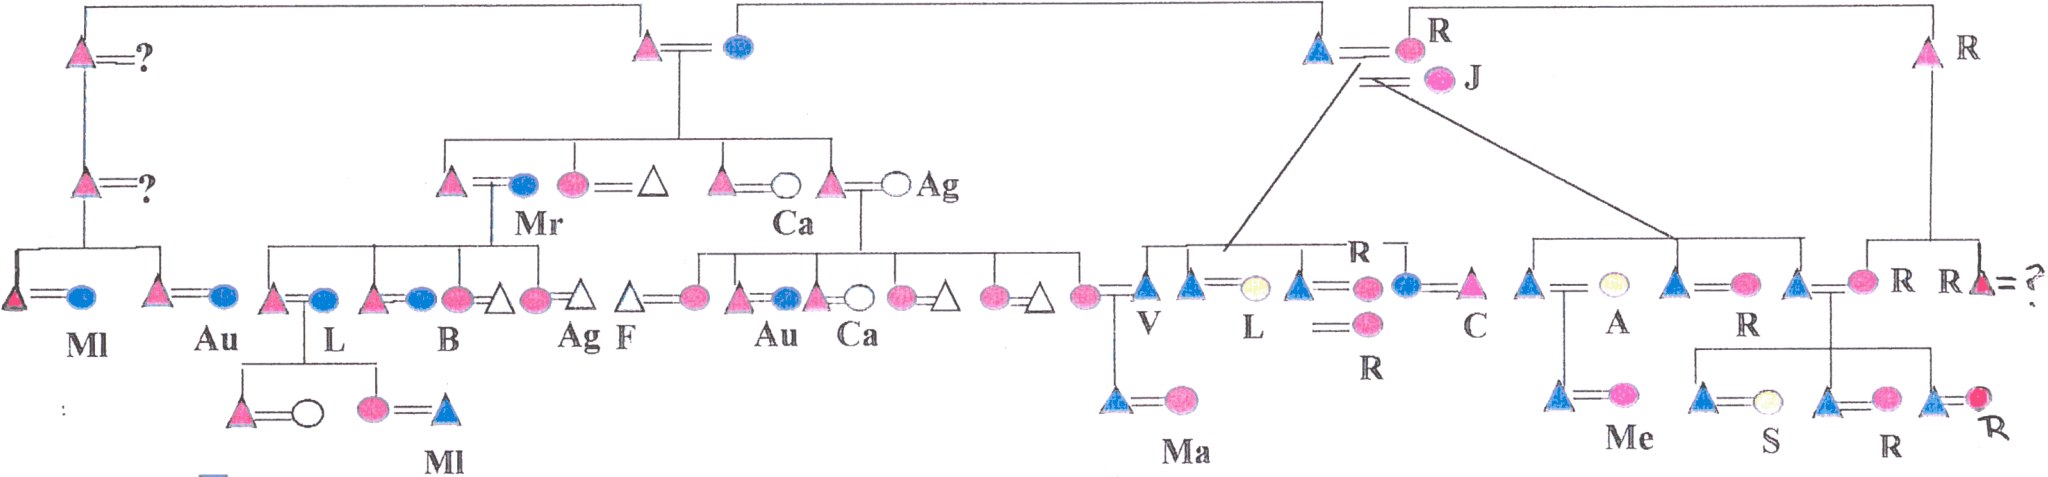 R
? R
J
? Ag
Mr Ca
R
R R = ?
V L C A R
Ml Au L B Ag F Au Ca
R
Me S R R
Ml Ma